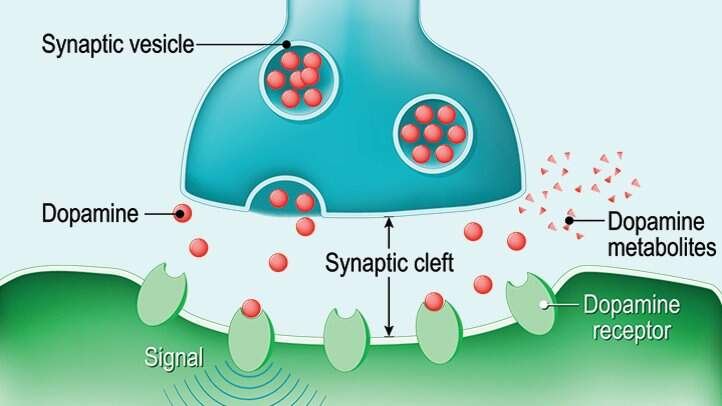 Synaptic vesicle
Dopamine
Synaptic cleft
Dopamine
metabolites
Dopamine
receptor
Signal